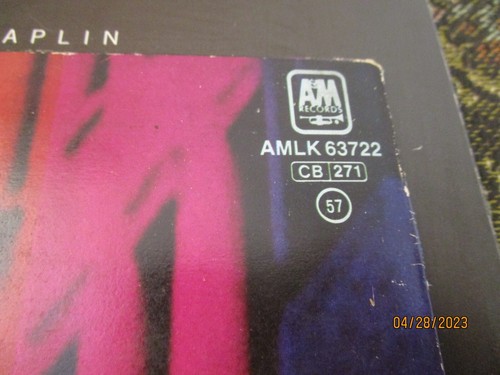 APLIN
A&M
RECORDS
AMLK 63722
CB 271
57
04/28/2023